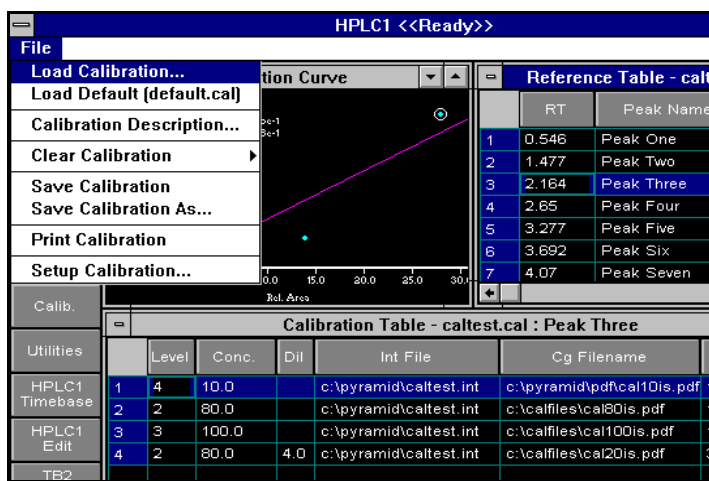 HPLC1 <<Ready>>
File
Load Calibration...
Load Default (default.cal)
Calibration Description...
Clear Calibration
Save Calibration
Save Calibration As...
Print Calibration
Setup Calibration...
tion Curve
pe-1
3e-1
0.0 15.0 20.0 25.0 30.
Rel. Area
Reference Table - cal
RT Peak Name
1 0.546 Peak One
2 1.477 Peak Two
3 2.164 Peak Three
4 2.65 Peak Four
5 3.277 Peak Five
6 3.692 Peak Six
7 4.07 Peak Seven
Calib.
Utilities
HPLC1
Timebase
HPLC1
Edit
TB2
Calibration Table - caltest.cal : Peak Three
Level Conc. Dil Int File Cg Filename
1 4 10.0 c:\pyramid\caltest.int c:\pyramid\pdf\cal10is.pdf
2 2 80.0 c:\pyramid\caltest.int c:\calfiles\cal80is.pdf
3 3 100.0 c:\pyramid\caltest.int c:\calfiles\cal100is.pdf
4 2 80.0 4.0 c:\pyramid\caltest.int c:\calfiles\cal20is.pdf